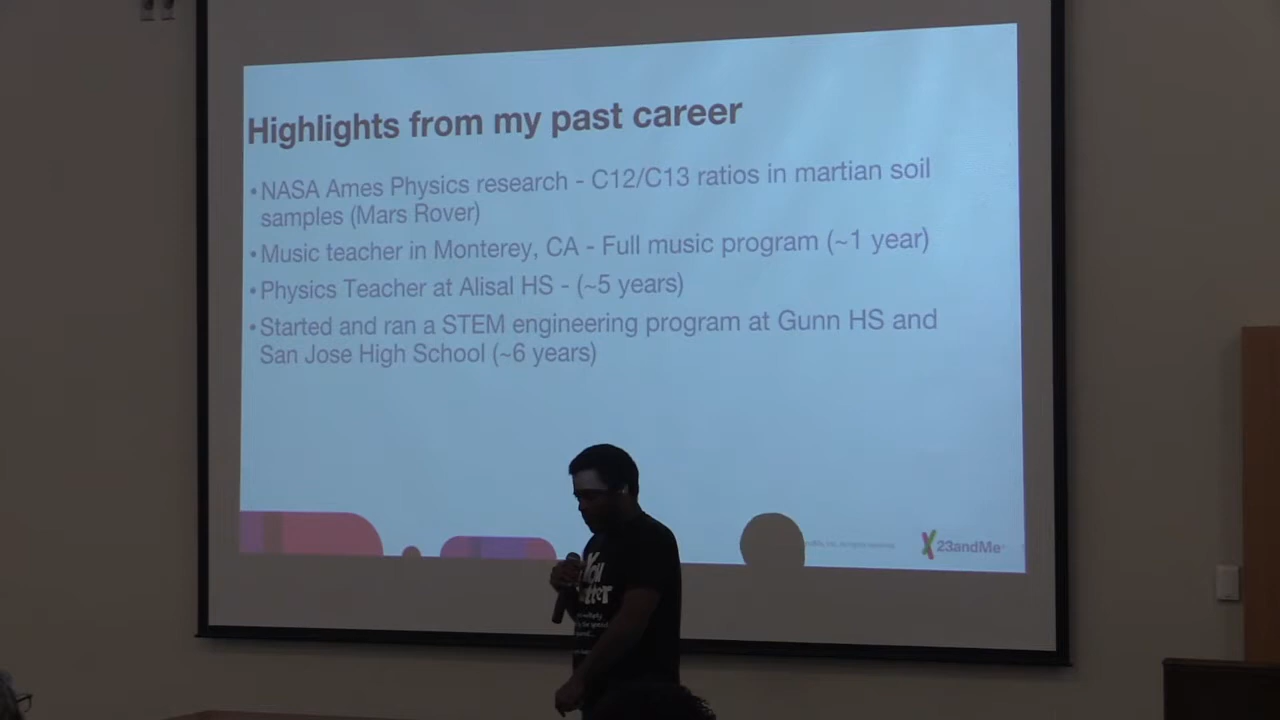 Highlights from my past career
•NASA Ames Physics research - C12/C13 ratios in martian soil
samples (Mars Rover)
•Music teacher in Monterey, CA - Full music program (~1 year)
•Physics Teacher at Alisal HS - (~5 years)
•Started and ran a STEM engineering program at Gunn HS and
San Jose High School (~6 years)
23andMe
You